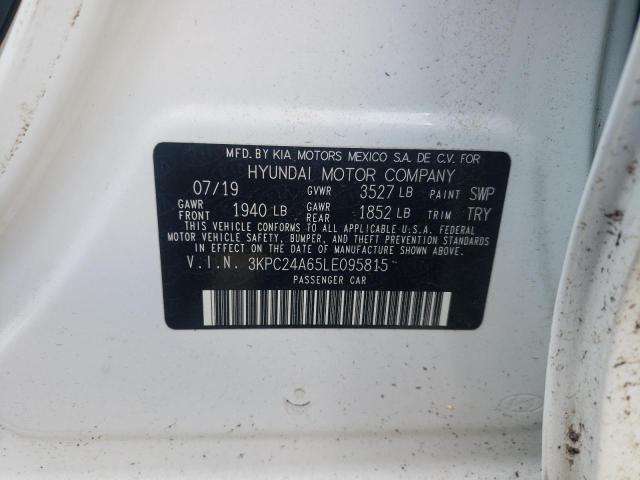 MFD. BY KIA MOTORS MEXICO S.A. DE C.V. FOR
HYUNDAI MOTOR COMPANY
07/19 GVWR 3527 LB PAINT SWP
GAWR FRONT 1940 LB GAWR REAR 1852 LB TRIM TRY
THIS VEHICLE CONFORMS TO ALL APPLICABLE U.S.A. FEDERAL
MOTOR VEHICLE SAFETY, BUMPER, AND THEFT PREVENTION STANDARDS
IN EFFECT ON THE DATE OF MANUFACTURE SHOWN ABOVE.
V.I.N. 3KPC24A65LE095815
PASSENGER CAR